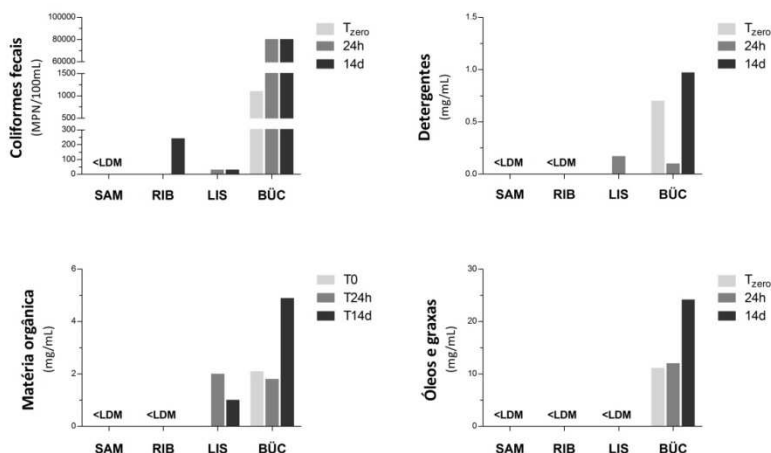 Coliformes fecais
(MPN/100mL)
100000
80000
60000
1500
1000
500
300
200
100
0
<LDM
SAM
RIB
LIS
BÜC
Tzero
24h
14d
Detergentes
(mg/mL)
1.5
1.0
0.5
0.0
<LDM
<LDM
SAM
RIB
LIS
BÜC
Tzero
24h
14d
Matéria orgânica
(mg/mL)
6
4
2
0
<LDM
<LDM
SAM
RIB
LIS
BÜC
T0
T24h
T14d
Óleos e graxas
(mg/mL)
30
20
10
0
<LDM
<LDM
<LDM
SAM
RIB
LIS
BÜC
Tzero
24h
14d